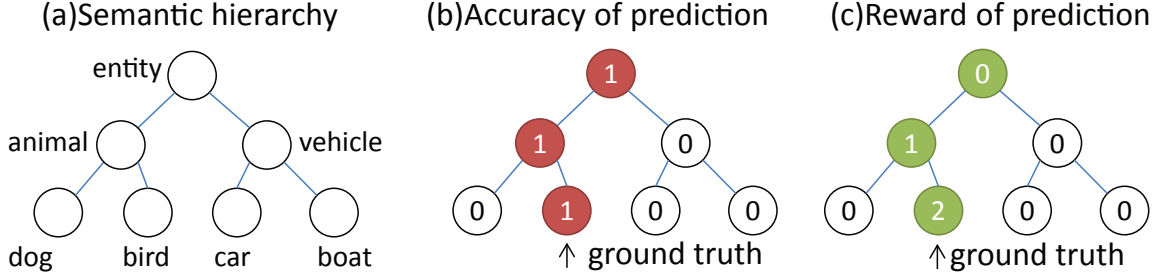 (a)Semantic hierarchy
entity
animal
vehicle
dog
bird
car
boat
(b)Accuracy of prediction
1
1
0
0
1
0
0
↑ ground truth
(c)Reward of prediction
0
1
0
0
2
0
0
↑ ground truth